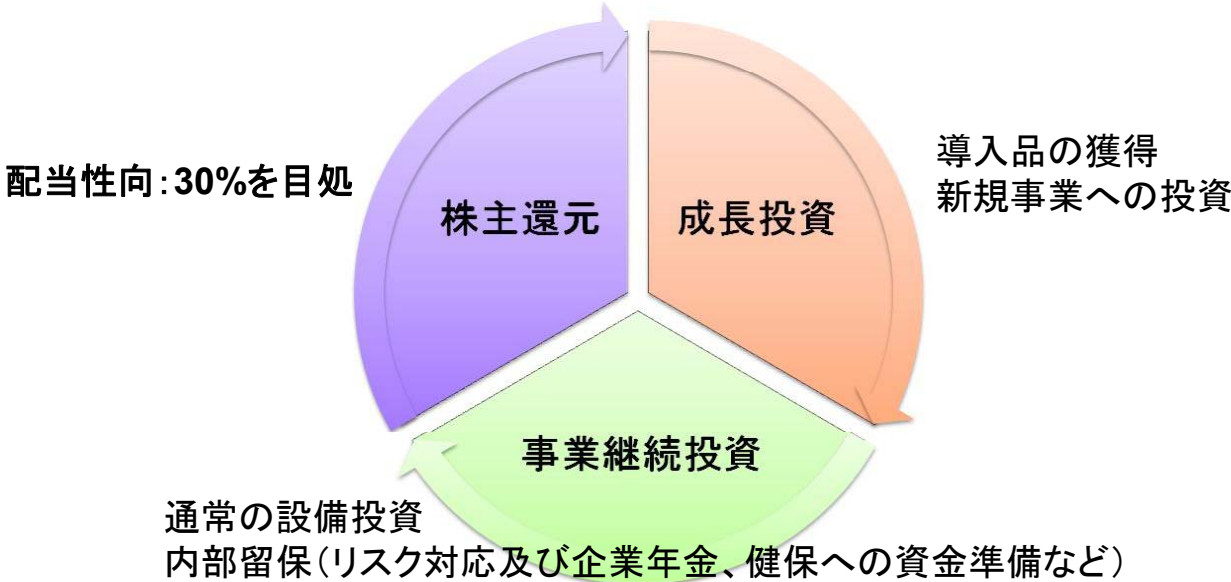 配当性向：30%を目処
株主還元
成長投資
導入品の獲得
新規事業への投資
事業継続投資
通常の設備投資
内部留保（リスク対応及び企業年金、健保への資金準備など）